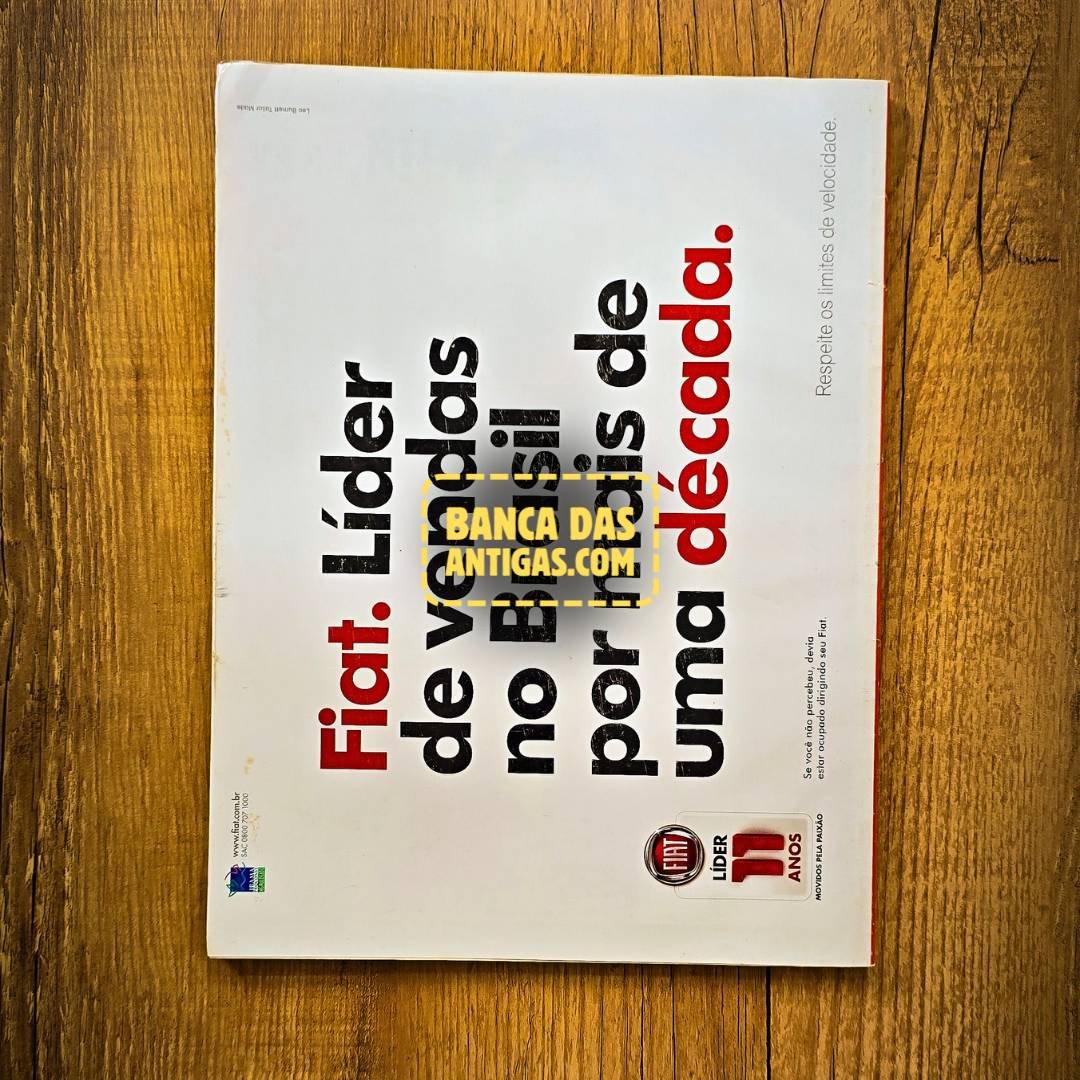 Fiat. Líder
de vendas
no Brasil
por mais de
uma década.
BANCA DAS
ANTIGAS.COM
Leo Burnett Tailor Made
www.fiat.com.br
SAC 0800 707 1000
Se você não percebeu, devia
estar ocupado dirigindo seu Fiat.
Respeite os limites de velocidade.
FIAT
LÍDER
11
ANOS
MOVIDOS PELA PAIXÃO